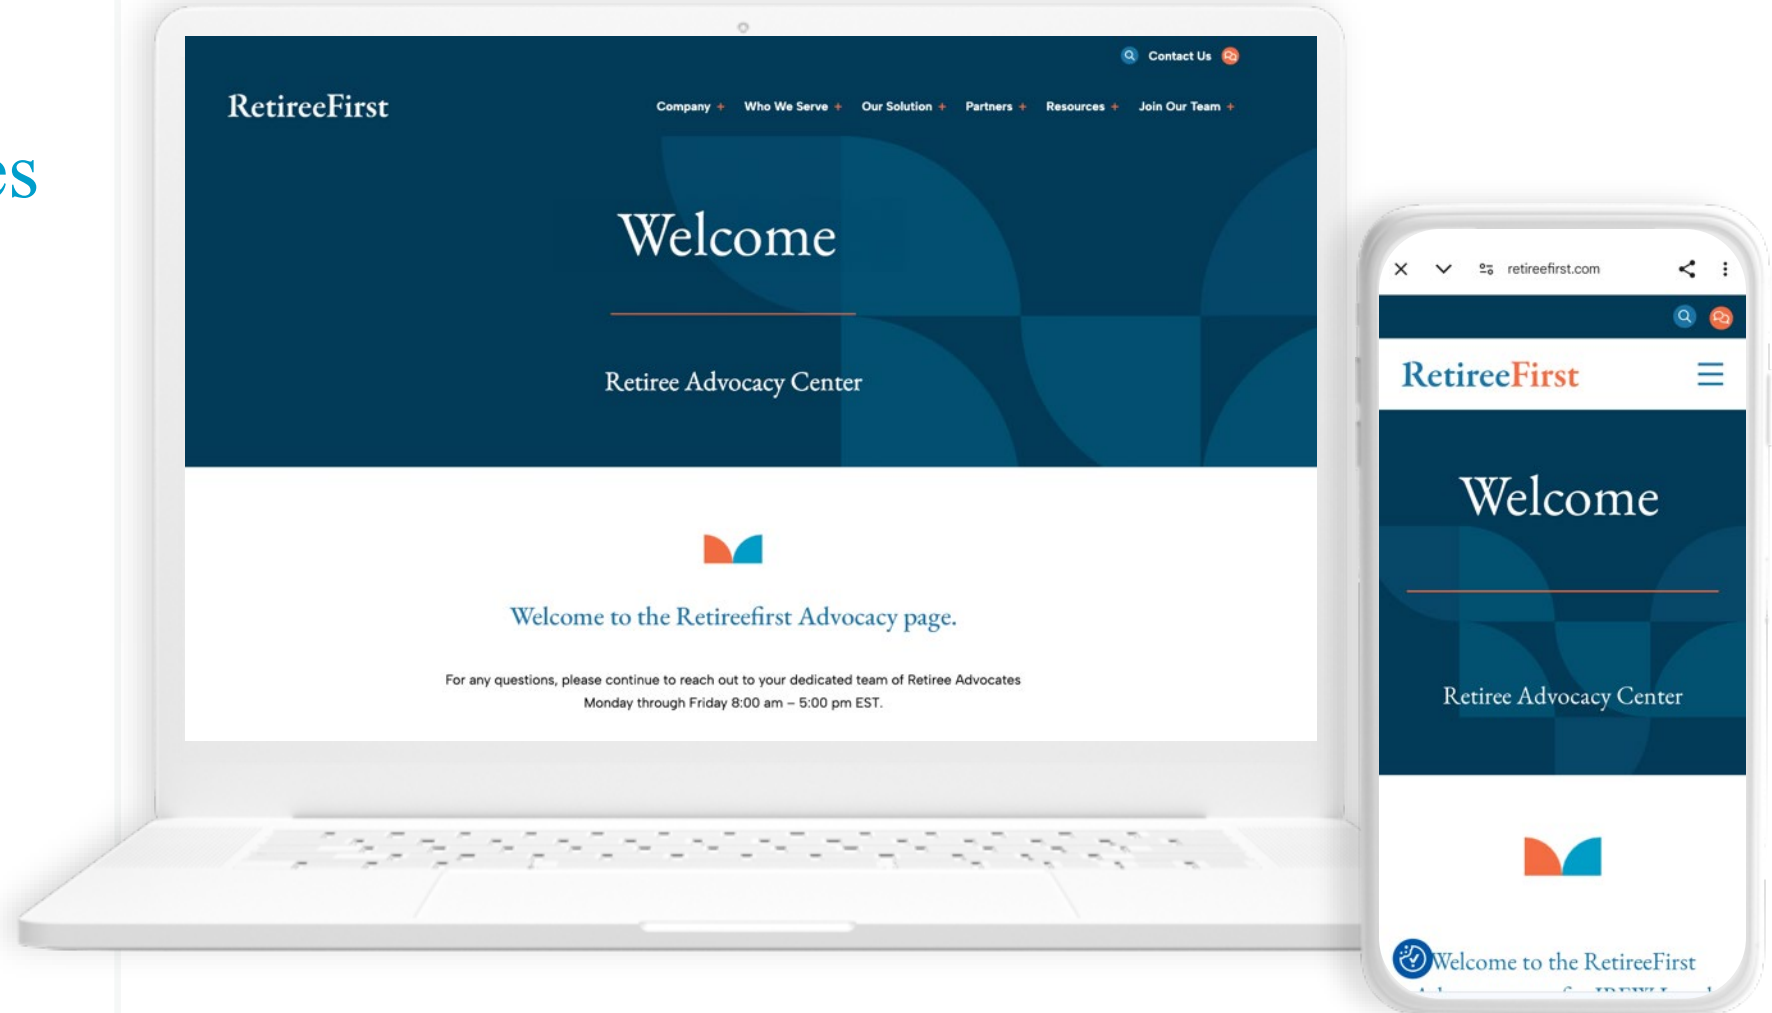 es
Contact Us
RetireeFirst
Company + Who We Serve + Our Solution + Partners + Resources + Join Our Team +
Welcome
Retiree Advocacy Center
Welcome to the Retireefirst Advocacy page.
For any questions, please continue to reach out to your dedicated team of Retiree Advocates
Monday through Friday 8:00 am – 5:00 pm EST.
retireefirst.com
RetireeFirst
Welcome
Retiree Advocacy Center
Welcome to the RetireeFirst